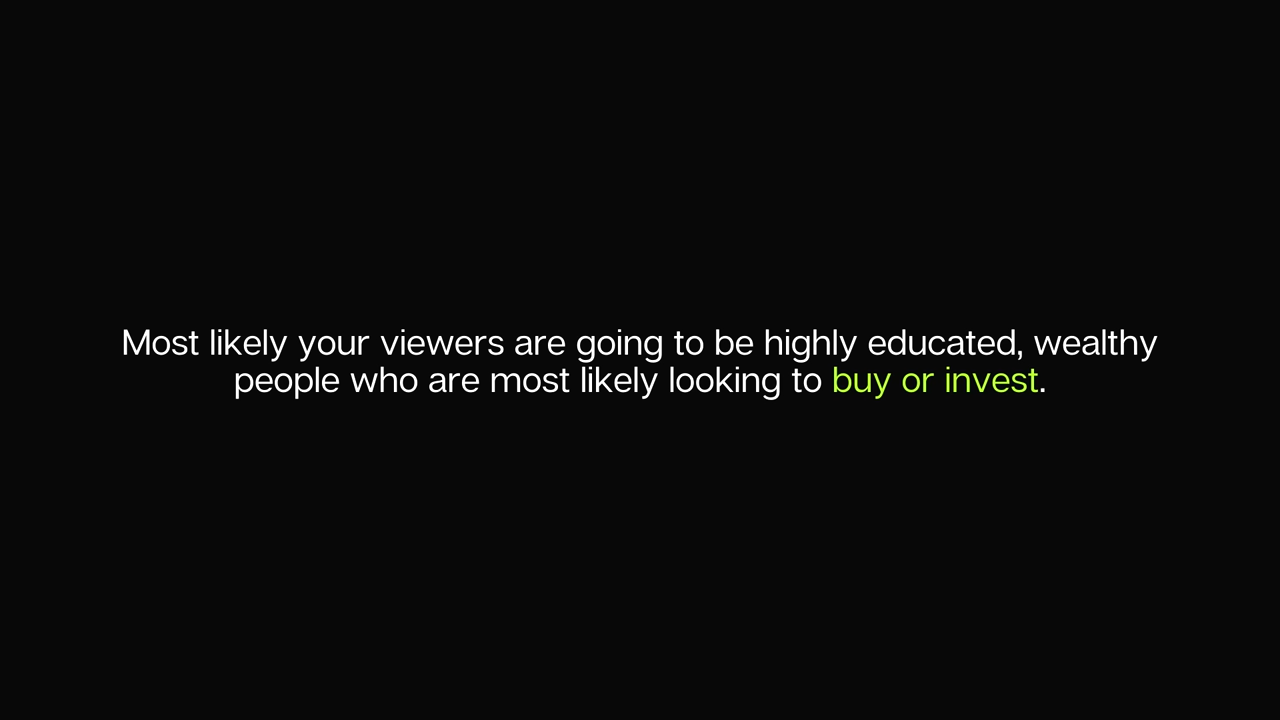 Most likely your viewers are going to be highly educated, wealthy
people who are most likely looking to buy or invest.